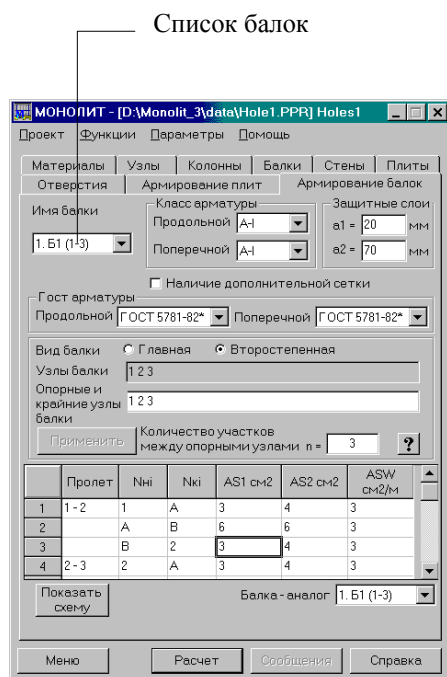 Список балок
МОНОЛИТ - [D:\Monolit_3\data\Hole1.PPR] Holes1
Проект Функции Параметры Помощь
Материалы Узлы Колонны Балки Стены Плиты
Отверстия Армирование плит Армирование балок
Имя балки
1. Б1 (1-3)
Класс арматуры
Продольной A-I
Поперечной A-I
Защитные слои
a1 = 20 мм
a2 = 70 мм
Наличие дополнительной сетки
Гост арматуры
Продольной ГОСТ 5781-82* Поперечной ГОСТ 5781-82*
Вид балки Главная Второстепенная
Узлы балки 1 2 3
Опорные и
крайние узлы 1 2 3
балки
Применить
Количество участков
между опорными узлами n = 3 ?
Пролет Nнi Nкi AS1 см2 AS2 см2 ASW см2/м
1 1 - 2 1 A 3 4 3
2 A B 6 6 3
3 B 2 3 4 3
4 2 - 3 2 A 3 4 3
Показать
схему
Балка - аналог 1. Б1 (1-3)
Меню Расчет Сообщения Справка